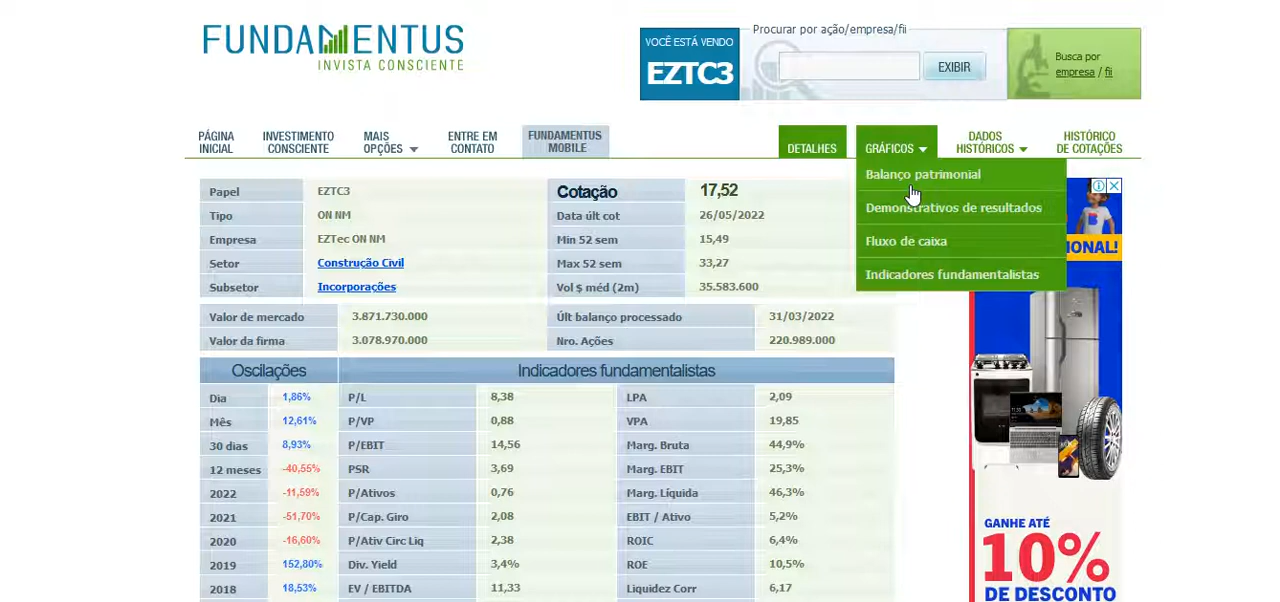 FUNDAMENTUS
INVISTA CONSCIENTE
VOCÊ ESTÁ VENDO
EZTC3
Procurar por ação/empresa/fii
EXIBIR
Busca por
empresa / fii
PÁGINA INICIAL
INVESTIMENTO CONSCIENTE
MAIS OPÇÕES
ENTRE EM CONTATO
FUNDAMENTUS MOBILE
DETALHES
GRÁFICOS
DADOS HISTÓRICOS
HISTÓRICO DE COTAÇÕES
Balanço patrimonial
Demonstrativos de resultados
Fluxo de caixa
Indicadores fundamentalistas
Papel EZTC3 Cotação 17,52
Tipo ON NM Data últ cot 26/05/2022
Empresa EZTec ON NM Min 52 sem 15,49
Setor Construção Civil Max 52 sem 33,27
Subsetor Incorporações Vol $ méd (2m) 35.583.600
Valor de mercado 3.871.730.000 Últ balanço processado 31/03/2022
Valor da firma 3.078.970.000 Nro. Ações 220.989.000
Oscilações Indicadores fundamentalistas
Dia 1,86% P/L 8,38 LPA 2,09
Mês 12,61% P/VP 0,88 VPA 19,85
30 dias 8,93% P/EBIT 14,56 Marg. Bruta 44,9%
12 meses -40,55% PSR 3,69 Marg. EBIT 25,3%
2022 -11,59% P/Ativos 0,76 Marg. Líquida 46,3%
2021 -51,70% P/Cap. Giro 2,08 EBIT / Ativo 5,2%
2020 -16,60% P/Ativ Circ Liq 2,38 ROIC 6,4%
2019 152,80% Div. Yield 3,4% ROE 10,5%
2018 18,53% EV / EBITDA 11,33 Liquidez Corr 6,17
IONAL!
GANHE ATÉ
10%
DE DESCONTO